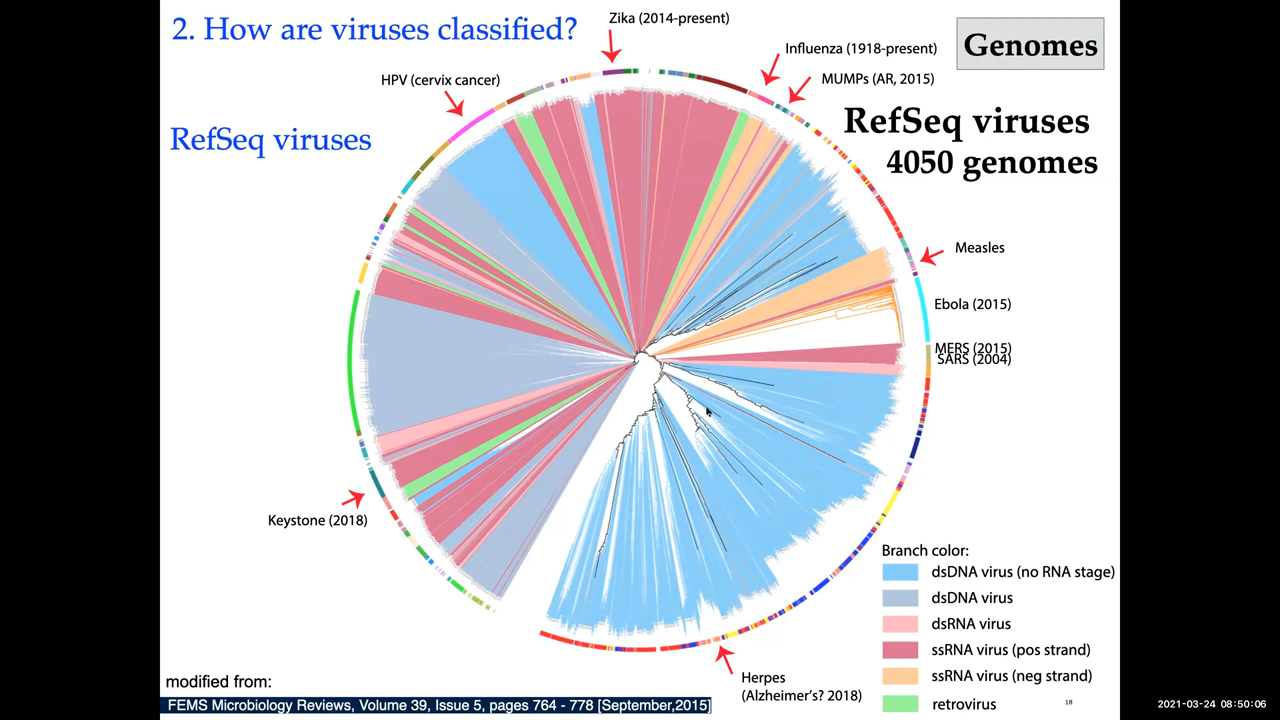 2. How are viruses classified?
Zika (2014-present)
Genomes
Influenza (1918-present)
HPV (cervix cancer)
MUMPs (AR, 2015)
RefSeq viruses
RefSeq viruses
4050 genomes
Measles
Ebola (2015)
MERS (2015)
SARS (2004)
Keystone (2018)
Herpes
(Alzheimer's? 2018)
Branch color:
dsDNA virus (no RNA stage)
dsDNA virus
dsRNA virus
ssRNA virus (pos strand)
ssRNA virus (neg strand)
retrovirus
18
modified from:
FEMS Microbiology Reviews, Volume 39, Issue 5, pages 764 - 778 [September,2015]
2021-03-24 08:50:06